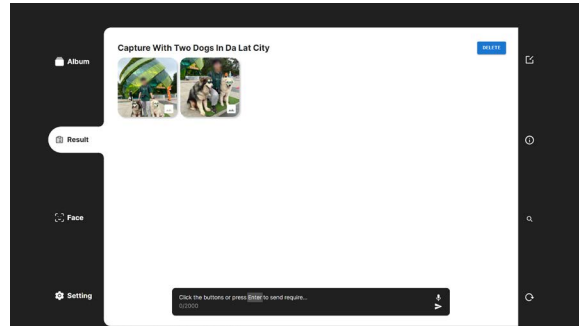 Album
Result
Face
Setting
Capture With Two Dogs In Da Lat City
DELETE
Click the buttons or press Enter to send require...
0/2000